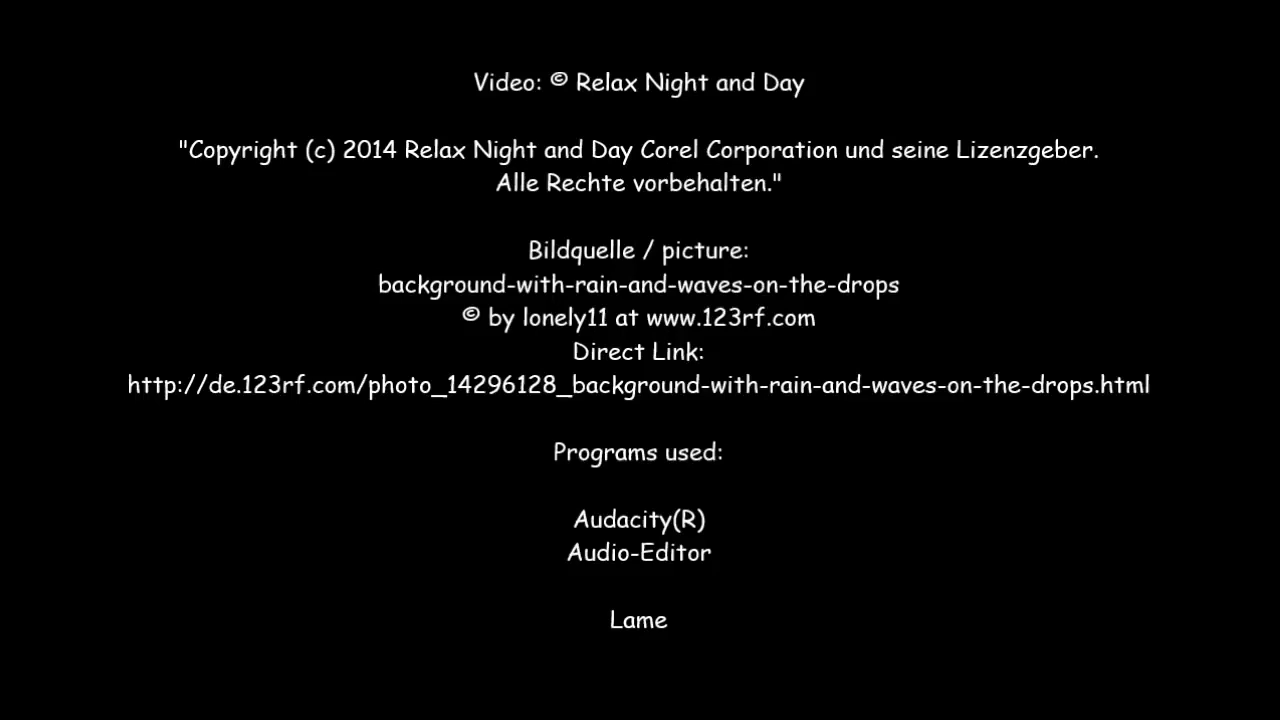 Video: © Relax Night and Day
"Copyright (c) 2014 Relax Night and Day Corel Corporation und seine Lizenzgeber.
Alle Rechte vorbehalten."
Bildquelle / picture:
background-with-rain-and-waves-on-the-drops
© by lonely11 at www.123rf.com
Direct Link:
http://de.123rf.com/photo_14296128_background-with-rain-and-waves-on-the-drops.html
Programs used:
Audacity(R)
Audio-Editor
Lame